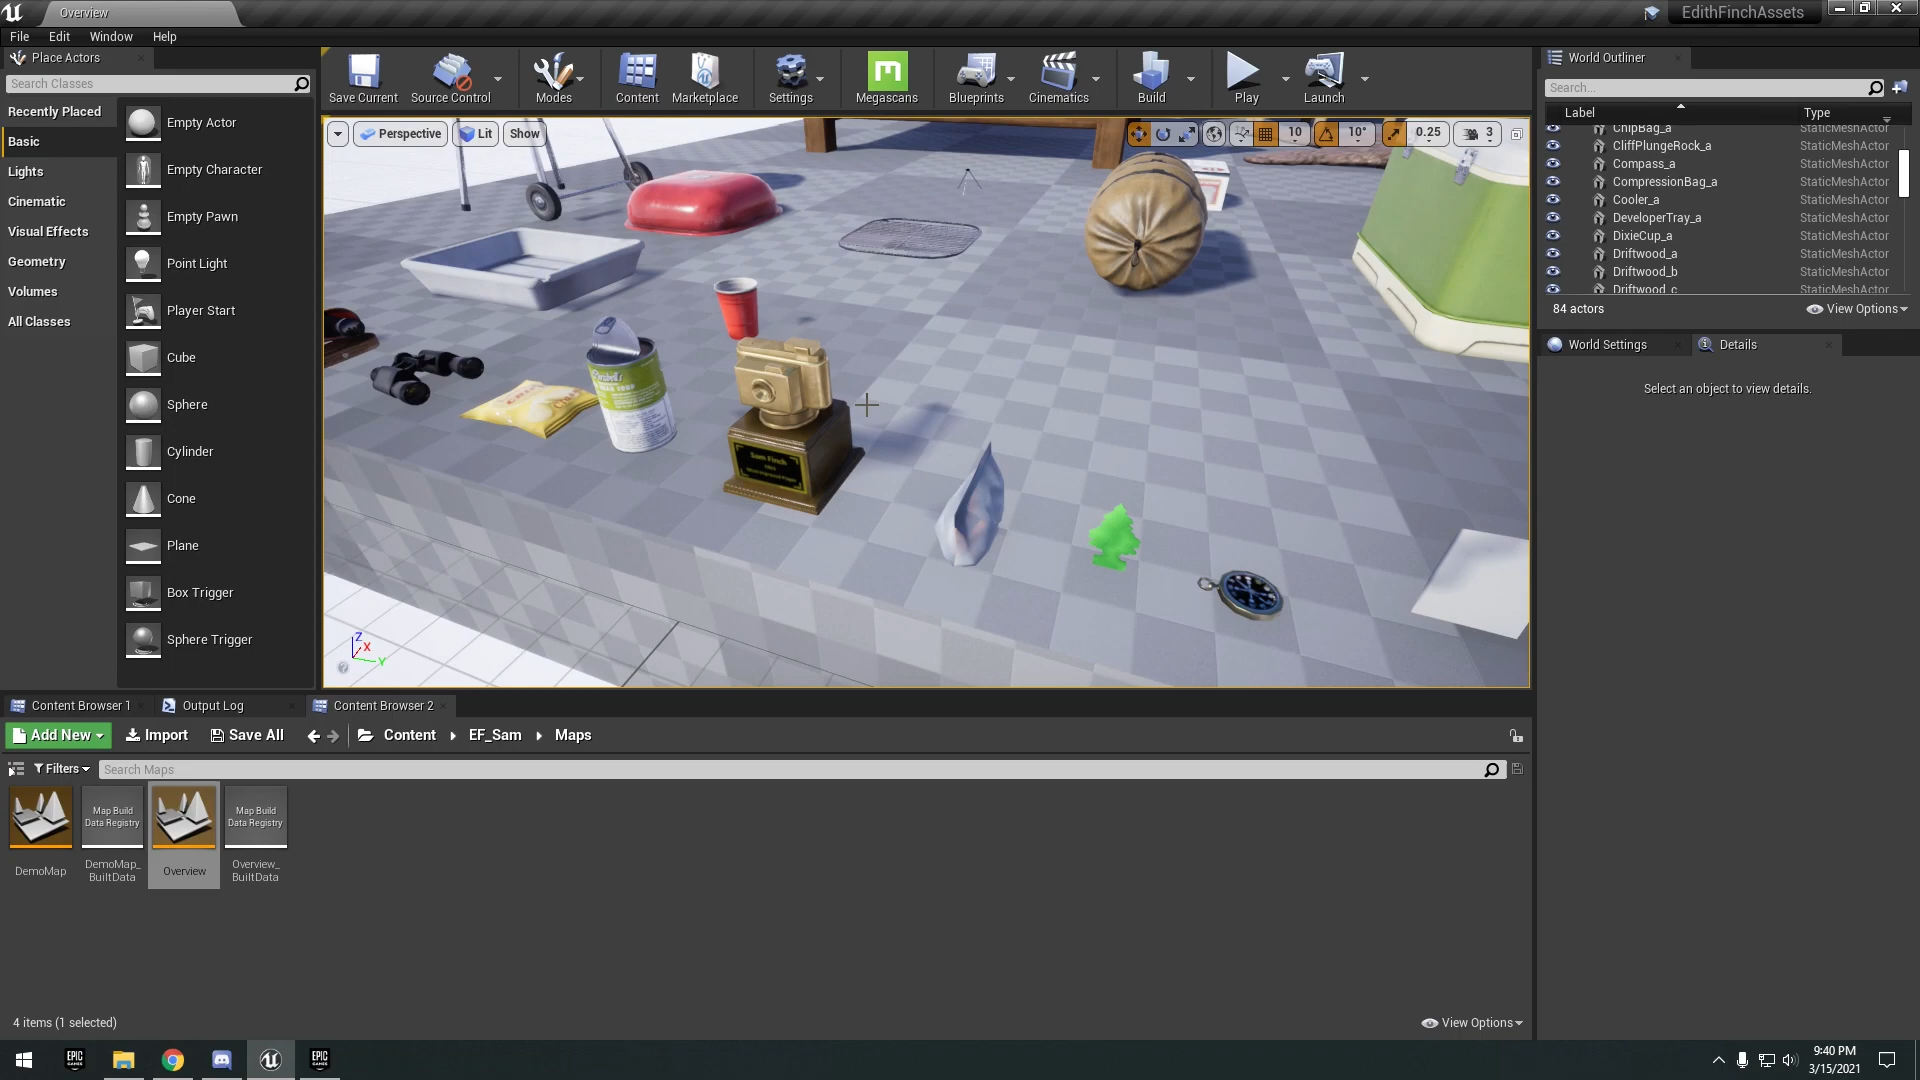 Overview
EdithFinchAssets
File Edit Window Help
Place Actors
Search Classes
Recently Placed
Basic
Lights
Cinematic
Visual Effects
Geometry
Volumes
All Classes
Empty Actor
Empty Character
Empty Pawn
Point Light
Player Start
Cube
Sphere
Cylinder
Cone
Plane
Box Trigger
Sphere Trigger
Save Current Source Control Modes Content Marketplace Settings Megascans Blueprints Cinematics Build Play Launch
Perspective Lit Show
10 10° 0.25 3
Sam Finch
Z
X
Y
World Outliner
Search...
Label Type
ChipBag_a StaticMeshActor
CliffPlungeRock_a StaticMeshActor
Compass_a StaticMeshActor
CompressionBag_a StaticMeshActor
Cooler_a StaticMeshActor
DeveloperTray_a StaticMeshActor
DixieCup_a StaticMeshActor
Driftwood_a StaticMeshActor
Driftwood_b StaticMeshActor
Driftwood_c StaticMeshActor
84 actors View Options
World Settings Details
Select an object to view details.
Content Browser 1 Output Log Content Browser 2
Add New Import Save All Content EF_Sam Maps
Filters Search Maps
Map Build
Data Registry
Map Build
Data Registry
DemoMap
DemoMap_
BuiltData
Overview
Overview_
BuiltData
4 items (1 selected) View Options
EPIC
GAMES
EPIC
GAMES
9:40 PM
3/15/2021